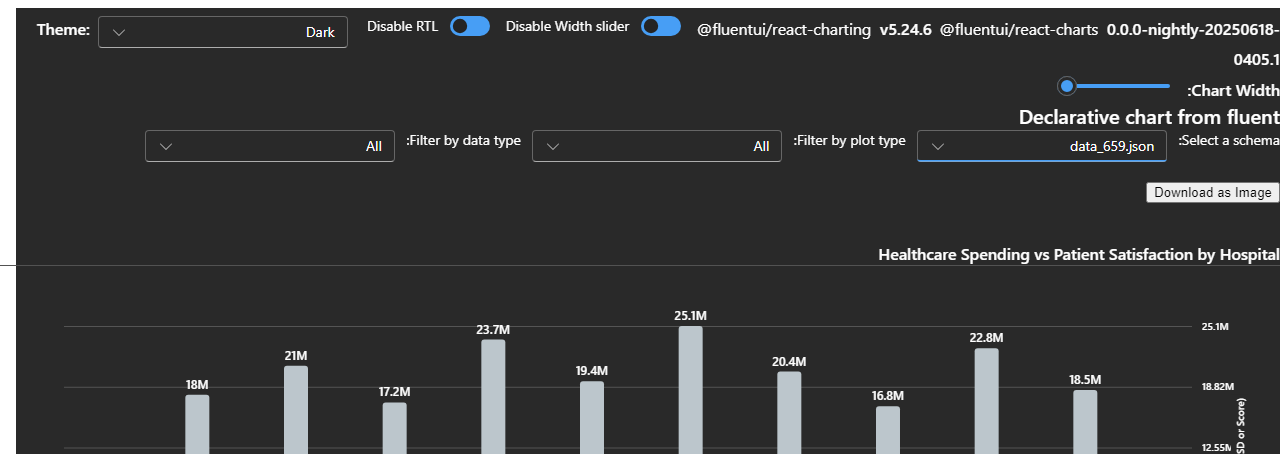 Theme: Dark Disable RTL Disable Width slider @fluentui/react-charting v5.24.6 @fluentui/react-charts 0.0.0-nightly-20250618-
0405.1
:Chart Width
Declarative chart from fluent
All :Filter by data type All :Filter by plot type data_659.json :Select a schema
Download as Image
Healthcare Spending vs Patient Satisfaction by Hospital
25.1M
23.7M
25.1M
22.8M
21M
20.4M
19.4M
18M
18.5M
17.2M
16.8M
18.82M
12.55M
SD or Score)